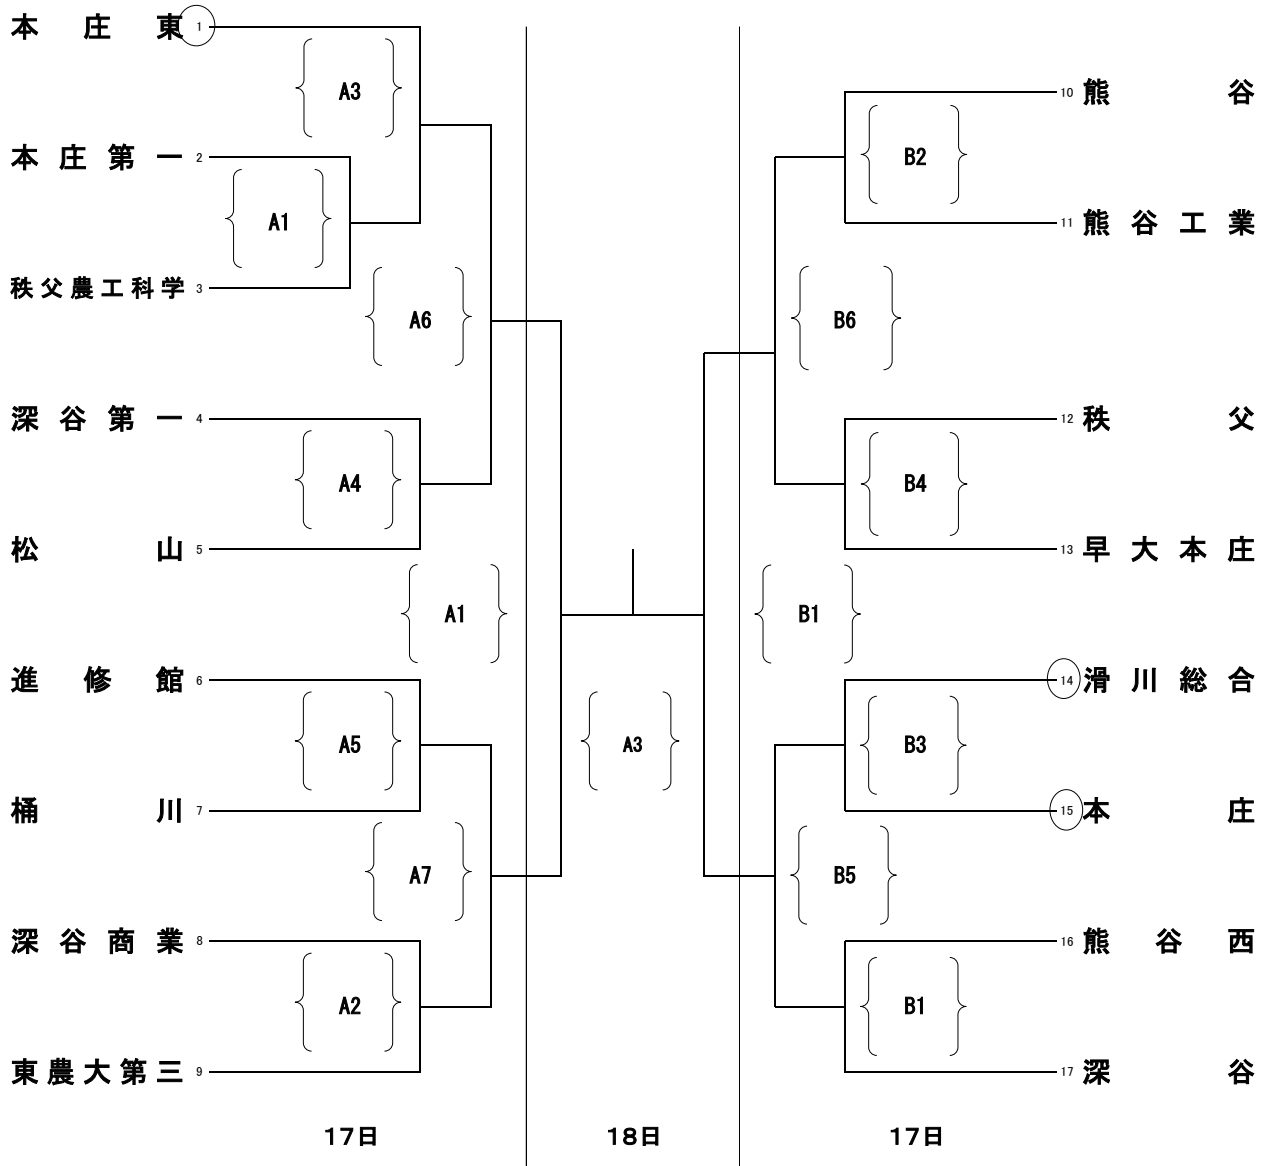 本庄東 1
A3
本庄第一 2
A1
秩父農工科学 3
A6
深谷第一 4
A4
松山 5
A1
進修館 6
A5
桶川 7
A7
深谷商業 8
A2
東農大第三 9
A3
10 熊谷
B2
11 熊谷工業
B6
12 秩父
B4
13 早大本庄
B1
14 滑川総合
B3
15 本庄
B5
16 熊谷西
B1
17 深谷
17日
18日
17日